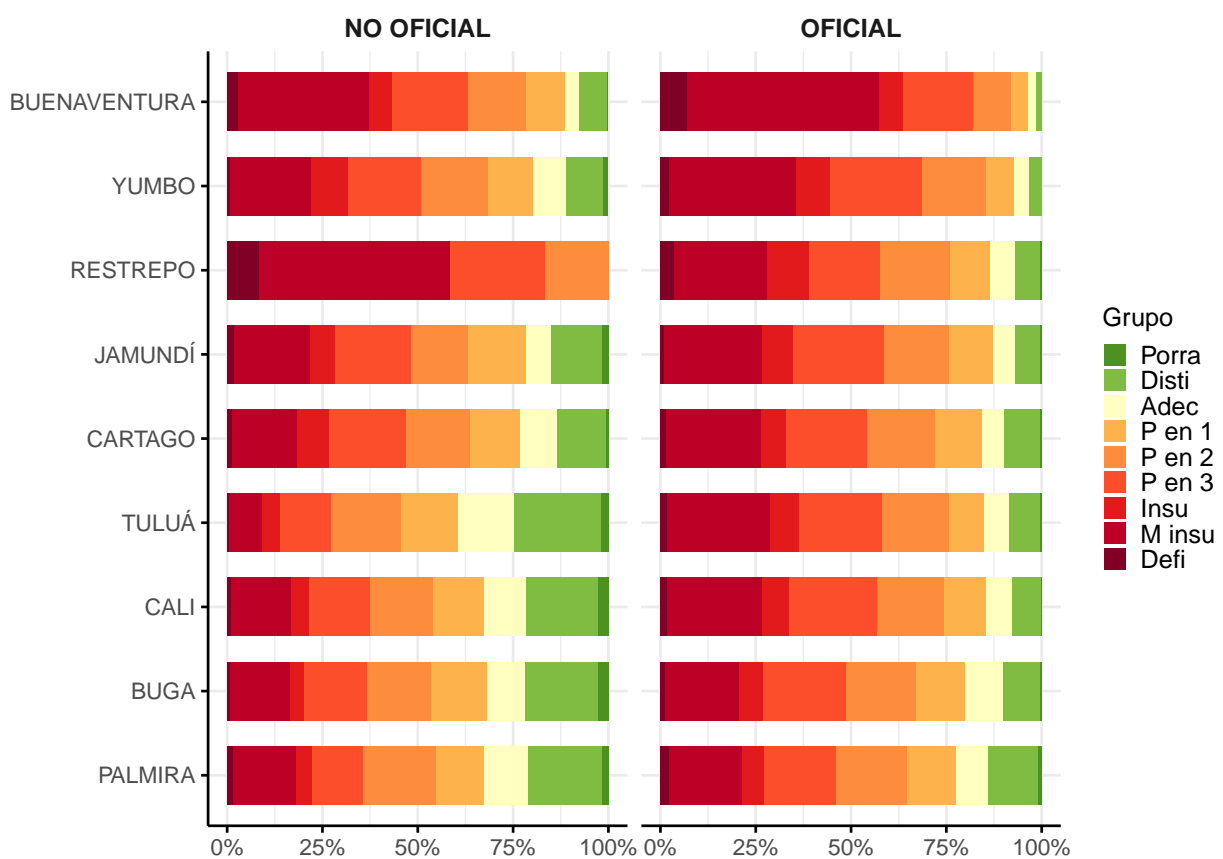 NO OFICIAL
OFICIAL
BUENAVENTURA
YUMBO
RESTREPO
JAMUNDÍ
CARTAGO
TULUÁ
CALI
BUGA
PALMIRA
0% 25% 50% 75% 100%
0% 25% 50% 75% 100%
Grupo
Porra
Disti
Adec
P en 1
P en 2
P en 3
Insu
M insu
Defi